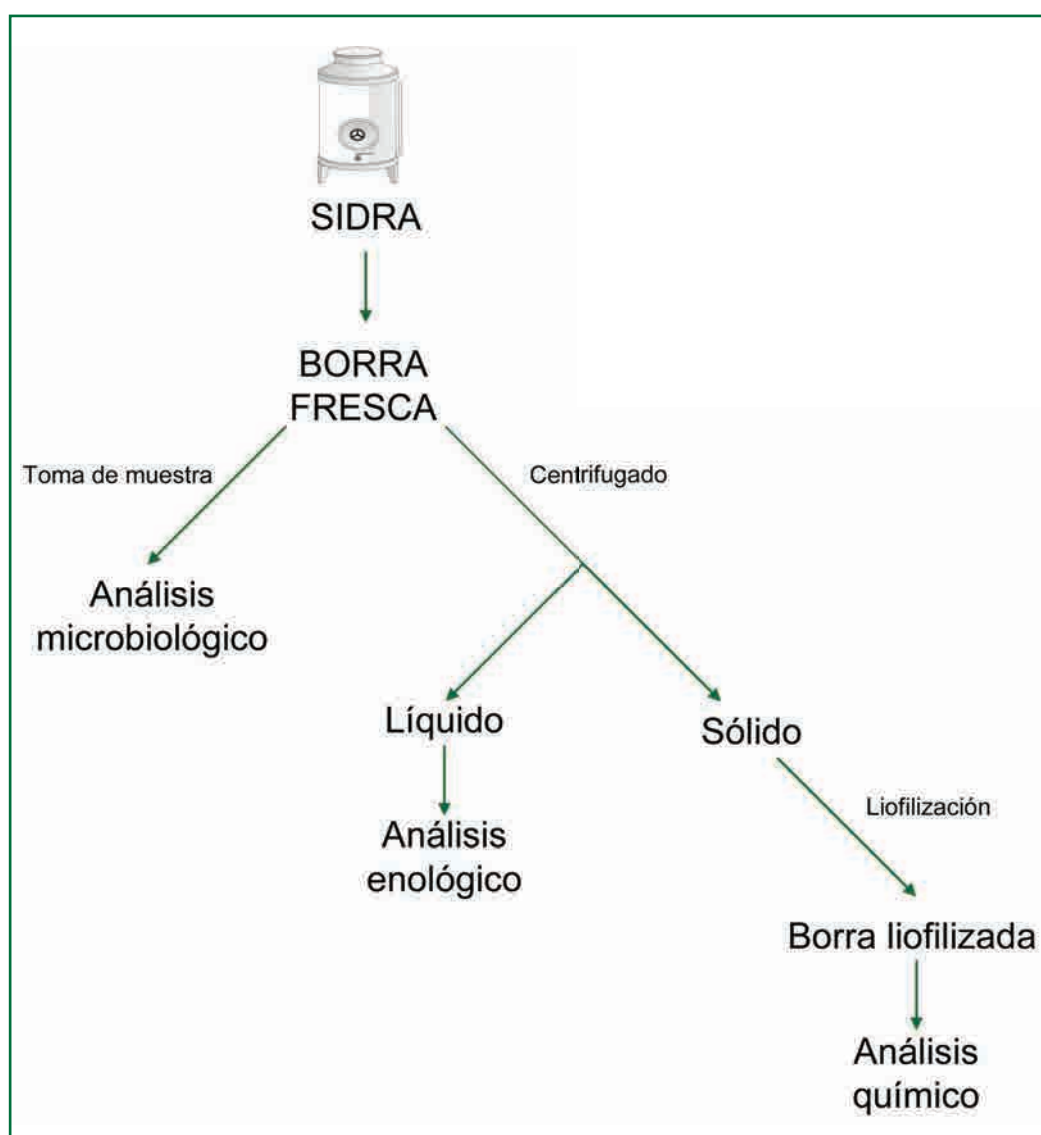 SIDRA
BORRA
FRESCA
Toma de muestra
Centrifugado
Análisis
microbiológico
Líquido
Sólido
Análisis
enológico
Liofilización
Borra liofilizada
Análisis
químico